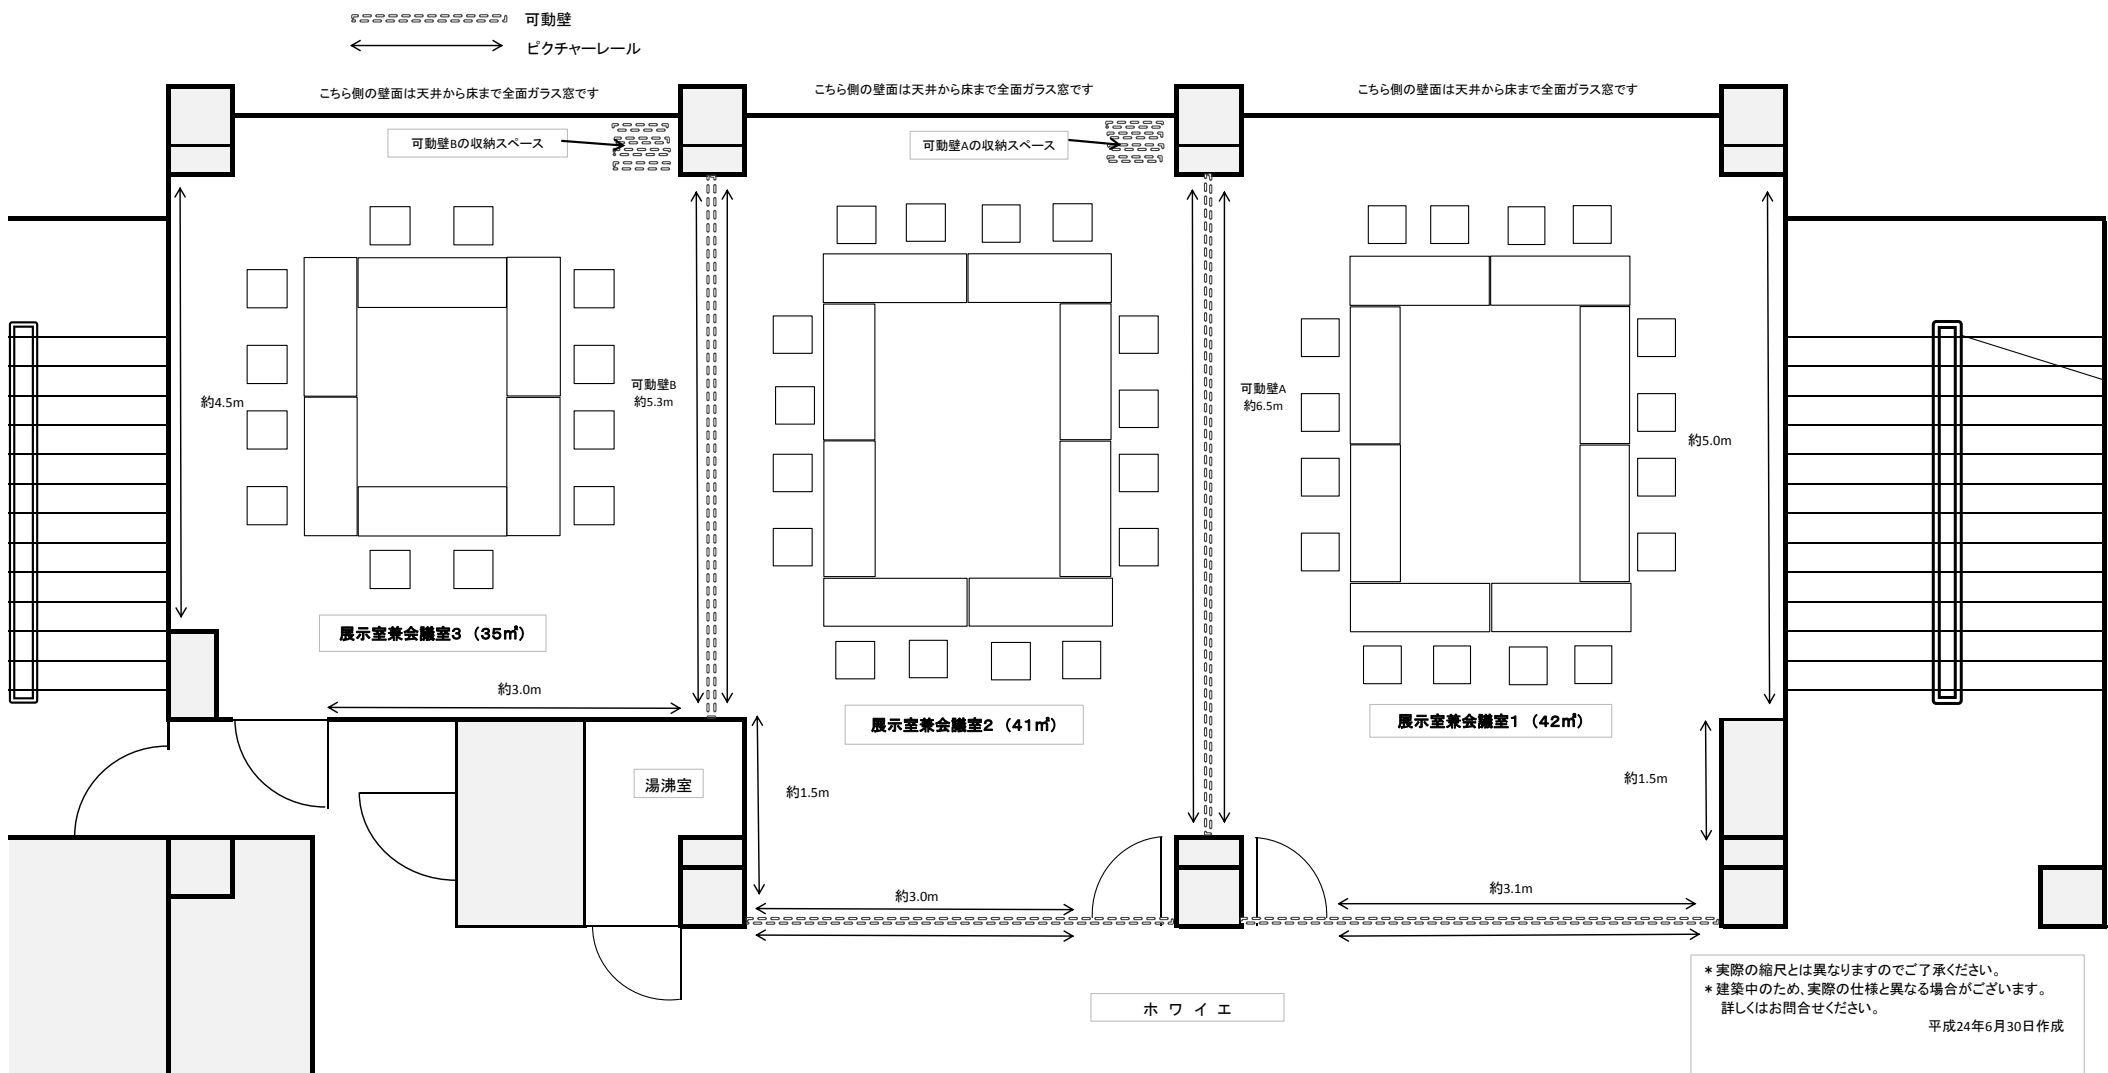 可動壁
ピクチャーレール
こちら側の壁面は天井から床まで全面ガラス窓です
こちら側の壁面は天井から床まで全面ガラス窓です
こちら側の壁面は天井から床まで全面ガラス窓です
可動壁Bの収納スペース
可動壁Aの収納スペース
約4.5m
可動壁B
約5.3m
可動壁A
約6.5m
約5.0m
展示室兼会議室3 （35㎡）
約3.0m
展示室兼会議室2 （41㎡）
展示室兼会議室1 （42㎡）
湯沸室
約1.5m
約1.5m
約3.0m
約3.1m
ホ ワ イ エ
＊実際の縮尺とは異なりますのでご了承ください。
＊建築中のため、実際の仕様と異なる場合がございます。
詳しくはお問合せください。
平成24年6月30日作成